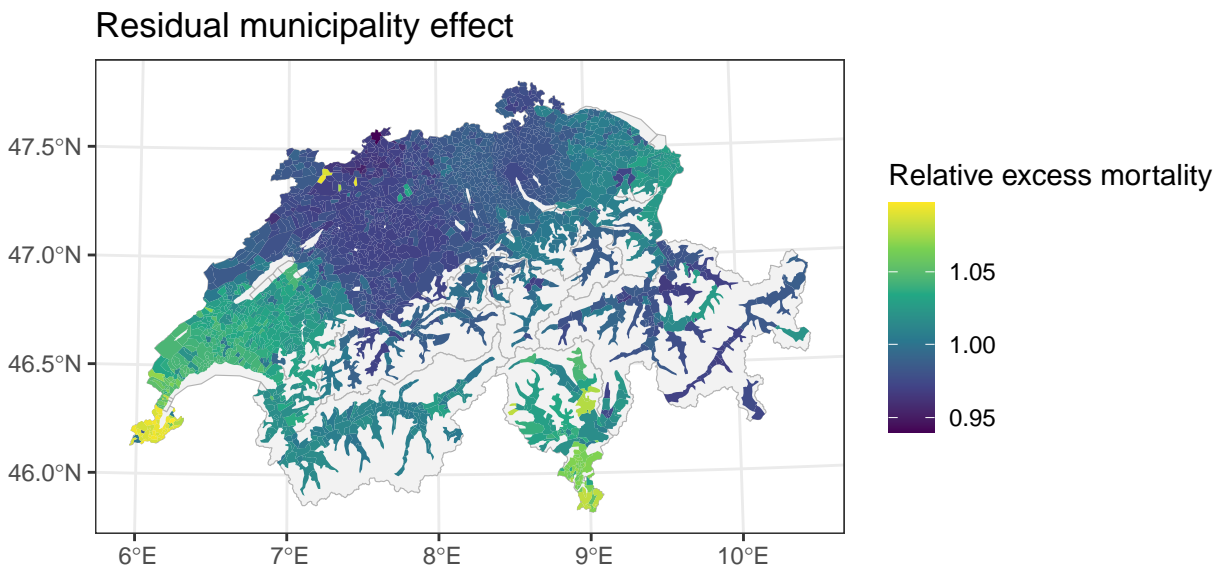 Residual municipality effect
47.5°N
47.0°N
46.5°N
46.0°N
6°E
7°E
8°E
9°E
10°E
Relative excess mortality
1.05
1.00
0.95